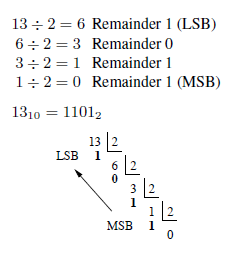 13 ÷ 2 = 6 Remainder 1 (LSB)
6 ÷ 2 = 3 Remainder 0
3 ÷ 2 = 1 Remainder 1
1 ÷ 2 = 0 Remainder 1 (MSB)
13₁₀ = 1101₂
13 2
LSB 1
6 2
0
3 2
1
1 2
MSB 1
0